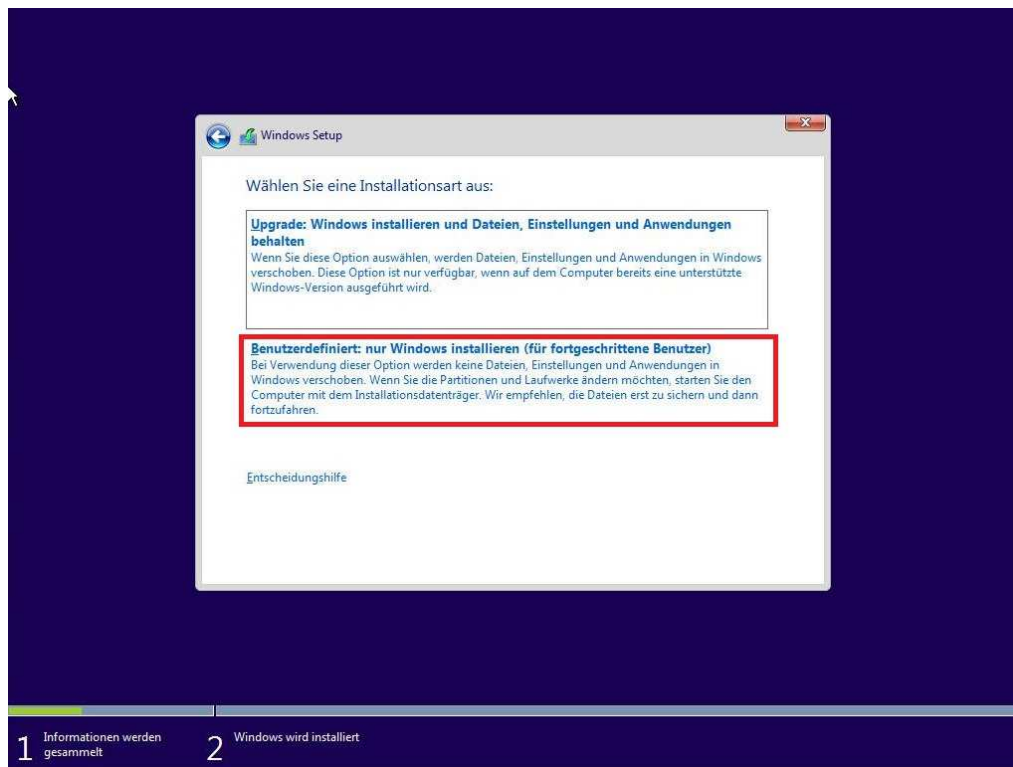 Windows Setup
Wählen Sie eine Installationsart aus:
Upgrade: Windows installieren und Dateien, Einstellungen und Anwendungen
behalten
Wenn Sie diese Option auswählen, werden Dateien, Einstellungen und Anwendungen in Windows
verschoben. Diese Option ist nur verfügbar, wenn auf dem Computer bereits eine unterstützte
Windows-Version ausgeführt wird.
Benutzerdefiniert: nur Windows installieren (für fortgeschrittene Benutzer)
Bei Verwendung dieser Option werden keine Dateien, Einstellungen und Anwendungen in
Windows verschoben. Wenn Sie die Partitionen und Laufwerke ändern möchten, starten Sie den
Computer mit dem Installationsdatenträger. Wir empfehlen, die Dateien erst zu sichern und dann
fortzufahren.
Entscheidungshilfe
1 Informationen werden
gesammelt
2 Windows wird installiert